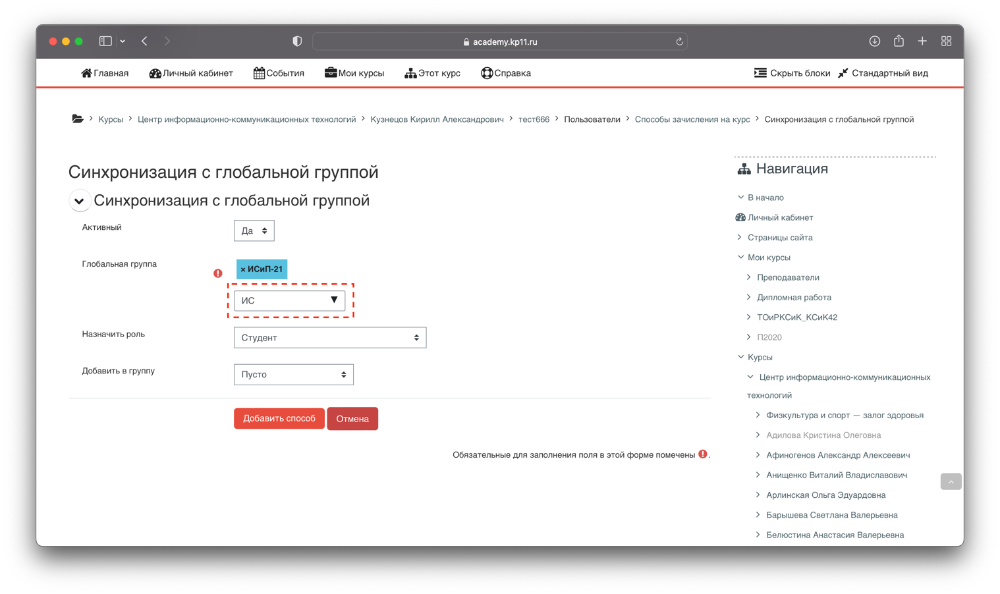 academy.kp11.ru
Главная Личный кабинет События Мои курсы Этот курс Справка Скрыть блоки Стандартный вид
Курсы Центр информационно-коммуникационных технологий Кузнецов Кирилл Александрович тест666 Пользователи Способы зачисления на курс Синхронизация с глобальной группой
Синхронизация с глобальной группой
Синхронизация с глобальной группой
Активный
Да
Глобальная группа
× ИСиП-21
ИС
Назначить роль
Студент
Добавить в группу
Пусто
Добавить способ Отмена
Обязательные для заполнения поля в этой форме помечены .
Навигация
В начало
Личный кабинет
Страницы сайта
Мои курсы
Преподаватели
Дипломная работа
ТОиРКСиК_КСиК42
П2020
Курсы
Центр информационно-коммуникационных
технологий
Физкультура и спорт — залог здоровья
Адилова Кристина Олеговна
Афиногенов Александр Алексеевич
Анищенко Виталий Владиславович
Арлинская Ольга Эдуардовна
Барышева Светлана Валерьевна
Белюстина Анастасия Валерьевна